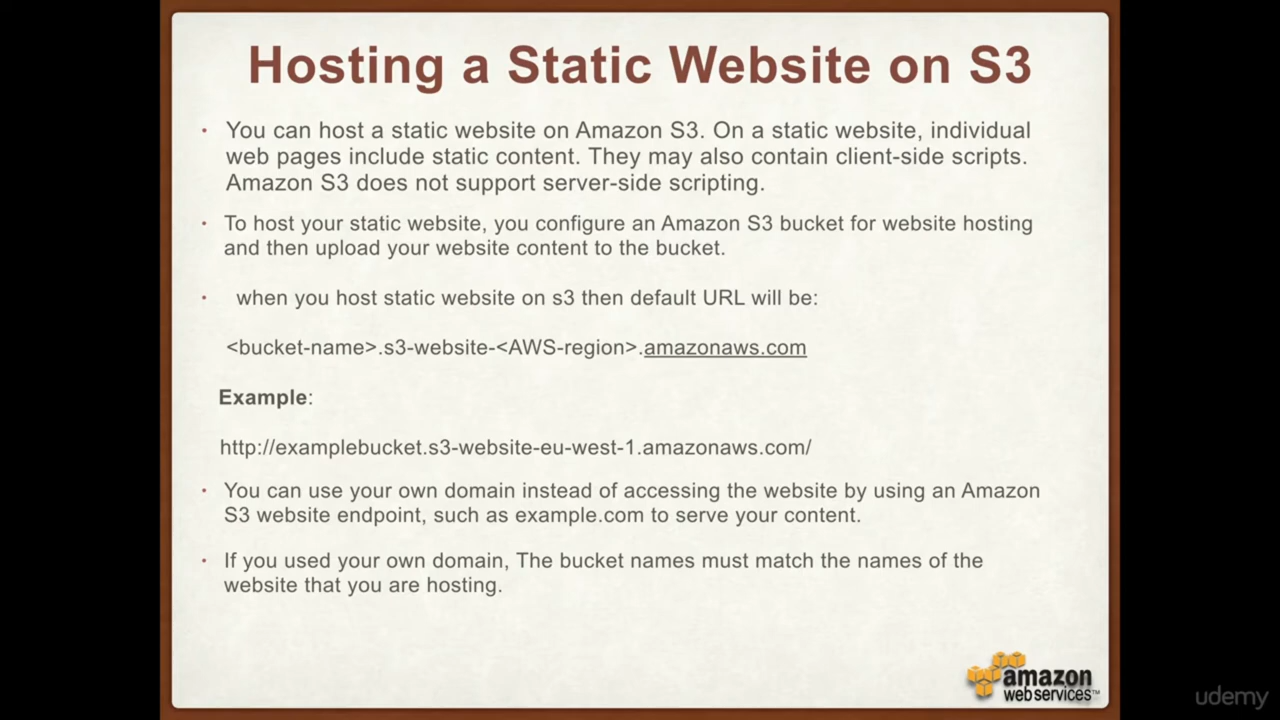 Hosting a Static Website on S3
• You can host a static website on Amazon S3. On a static website, individual
web pages include static content. They may also contain client-side scripts.
Amazon S3 does not support server-side scripting.
• To host your static website, you configure an Amazon S3 bucket for website hosting
and then upload your website content to the bucket.
• when you host static website on s3 then default URL will be:
<bucket-name>.s3-website-<AWS-region>.amazonaws.com
Example:
http://examplebucket.s3-website-eu-west-1.amazonaws.com/
• You can use your own domain instead of accessing the website by using an Amazon
S3 website endpoint, such as example.com to serve your content.
• If you used your own domain, The bucket names must match the names of the
website that you are hosting.
amazon
webservices™
udemy